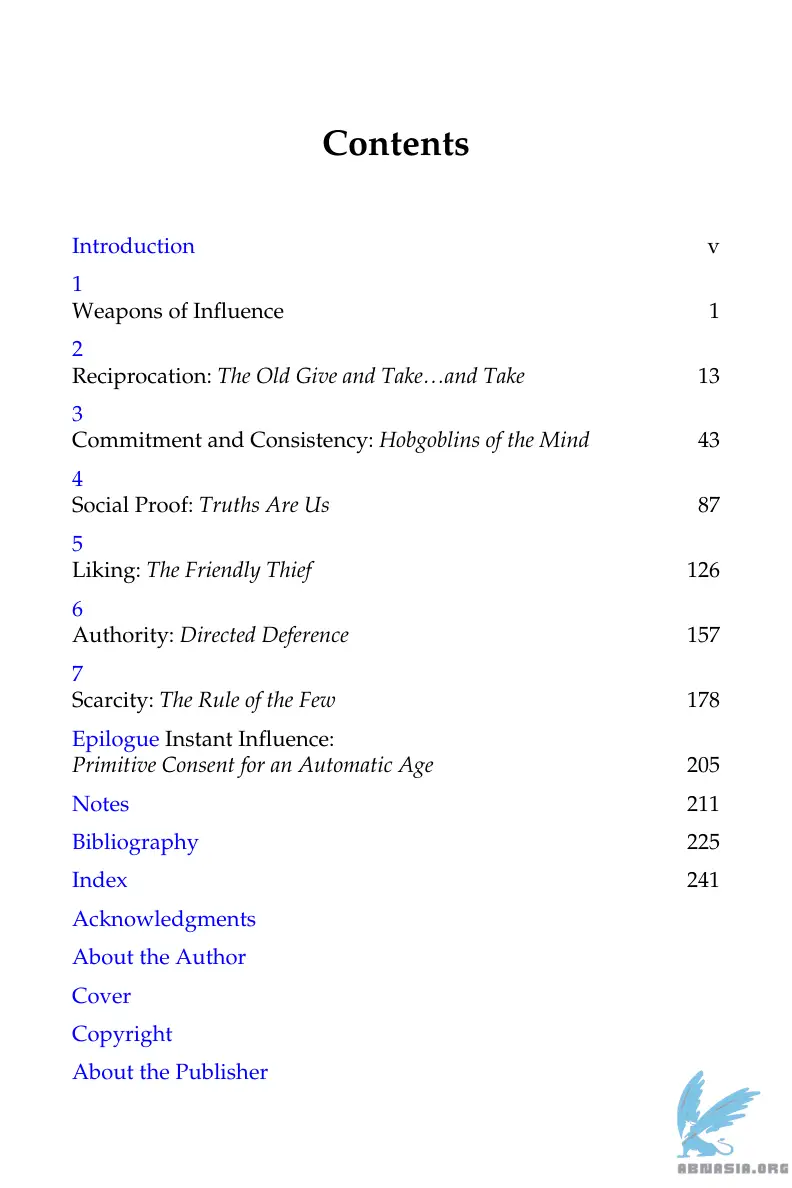 Contents
Introduction v
1
Weapons of Influence 1
2
Reciprocation: The Old Give and Take…and Take 13
3
Commitment and Consistency: Hobgoblins of the Mind 43
4
Social Proof: Truths Are Us 87
5
Liking: The Friendly Thief 126
6
Authority: Directed Deference 157
7
Scarcity: The Rule of the Few 178
Epilogue Instant Influence:
Primitive Consent for an Automatic Age 205
Notes 211
Bibliography 225
Index 241
Acknowledgments
About the Author
Cover
Copyright
About the Publisher
ABNASIA.ORG